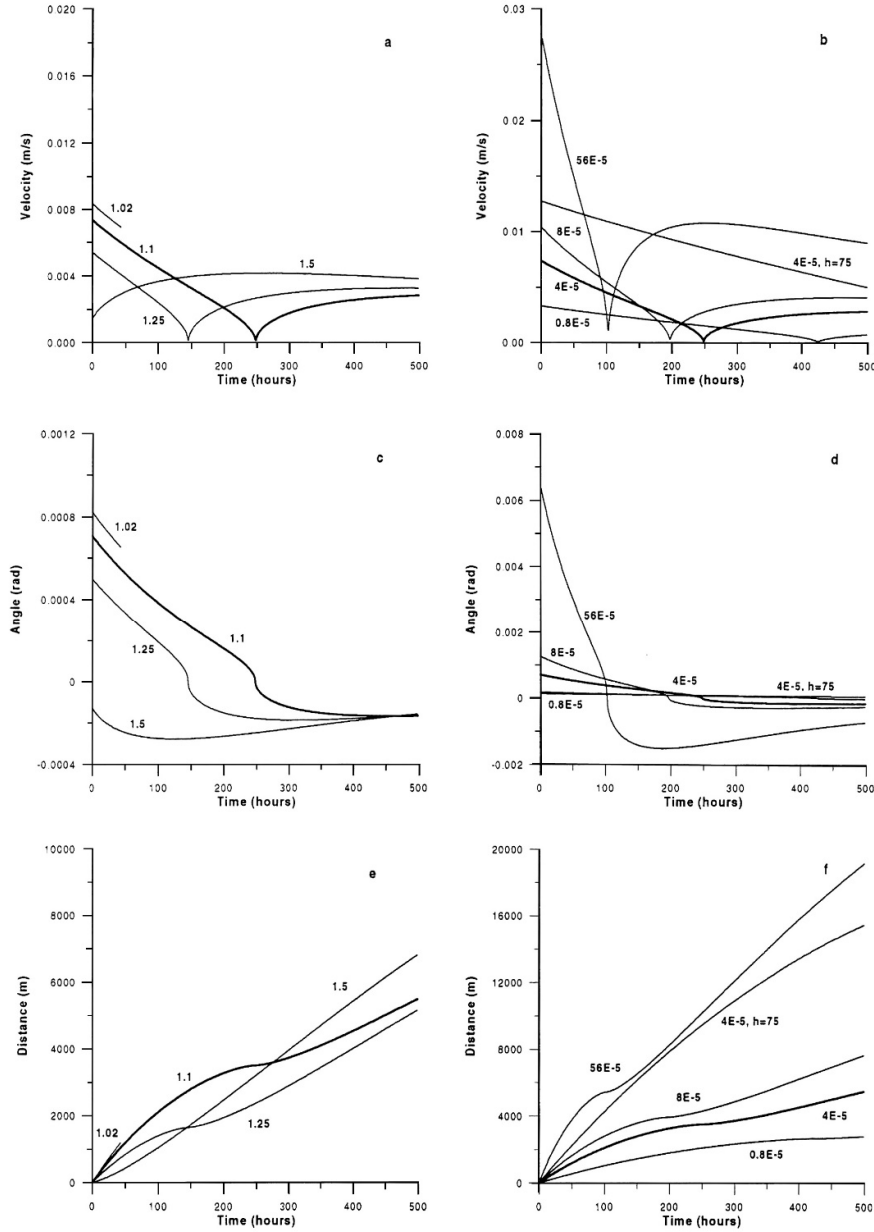 a
0.020
0.016
0.012
0.008
0.004
0.000
Velocity (m/s)
1.02
1.1
1.5
1.25
0 100 200 300 400 500
Time (hours)
b
0.03
0.02
0.01
0.00
Velocity (m/s)
56E-5
8E-5
4E-5, h=75
4E-5
0.8E-5
0 100 200 300 400 500
Time (hours)
c
0.0012
0.0008
0.0004
0
-0.0004
Angle (rad)
1.02
1.1
1.25
1.5
0 100 200 300 400 500
Time (hours)
d
0.008
0.006
0.004
0.002
0
-0.002
Angle (rad)
56E-5
8E-5
4E-5
4E-5, h=75
0.8E-5
0 100 200 300 400 500
Time (hours)
e
10000
8000
6000
4000
2000
0
Distance (m)
1.5
1.1
1.25
1.02
0 100 200 300 400 500
Time (hours)
f
20000
16000
12000
8000
4000
0
Distance (m)
4E-5, h=75
56E-5
8E-5
4E-5
0.8E-5
0 100 200 300 400 500
Time (hours)